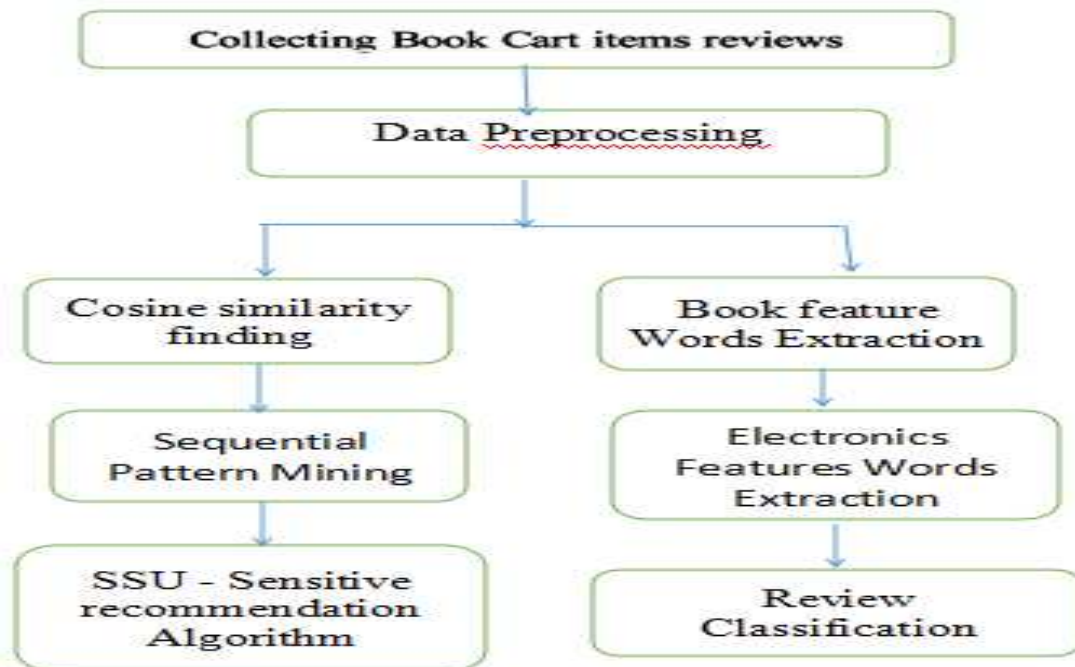 Collecting Book Cart items reviews
Data Preprocessing
Cosine similarity
finding
Book feature
Words Extraction
Sequential
Pattern Mining
Electronics
Features Words
Extraction
SSU - Sensitive
recommendation
Algorithm
Review
Classification